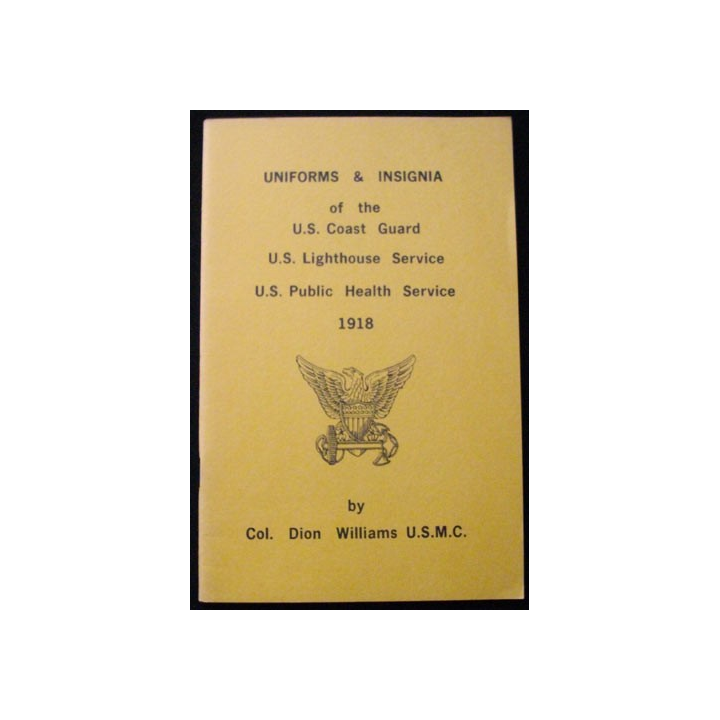 UNIFORMS & INSIGNIA
of the
U.S. Coast Guard
U.S. Lighthouse Service
U.S. Public Health Service
1918
by
Col. Dion Williams U.S.M.C.